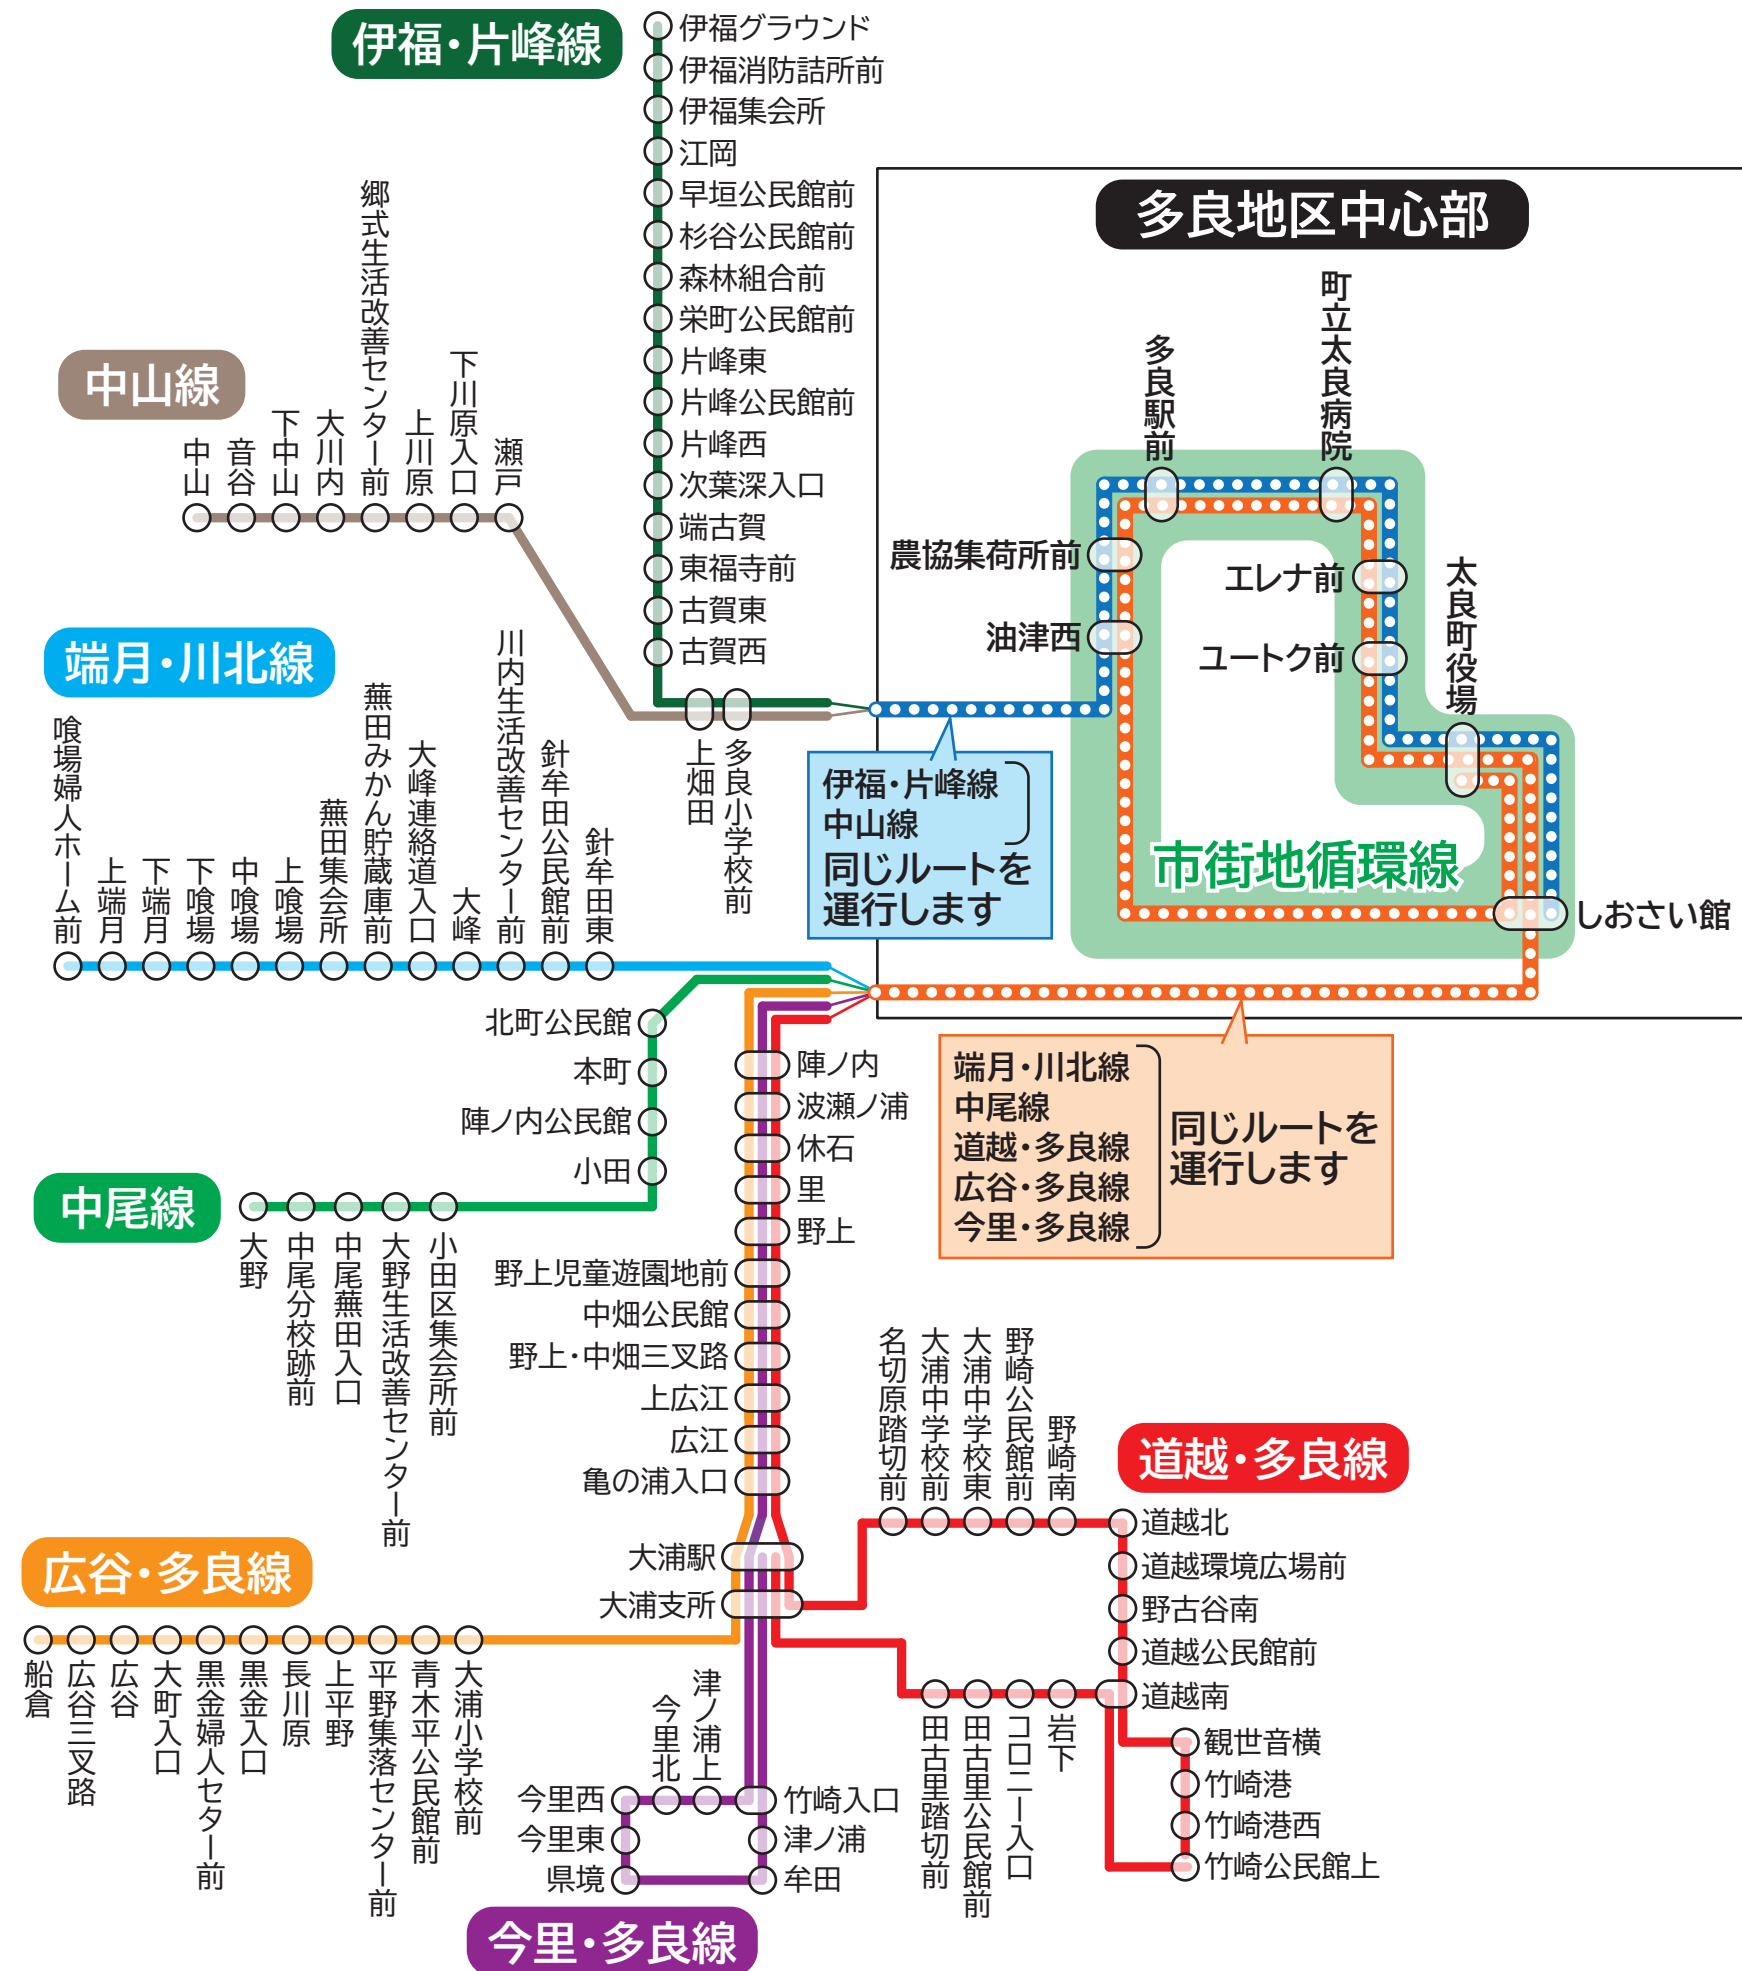 伊福・片峰線
伊福グラウンド
伊福消防詰所前
伊福集会所
江岡
早垣公民館前
杉谷公民館前
森林組合前
栄町公民館前
片峰東
片峰公民館前
片峰西
次葉深入口
端古賀
東福寺前
古賀東
古賀西
上畑田
多良小学校前
中山線
中山
音谷
下中山
大川内
郷式生活改善センター前
上川原
下川原入口
瀬戸
多良地区中心部
多良駅前
町立太良病院
農協集荷所前
油津西
エレナ前
ユートク前
太良町役場
市街地循環線
しおさい館
伊福・片峰線
中山線
同じルートを
運行します
端月・川北線
喰場婦人ホーム前
上端月
下端月
下喰場
中喰場
上喰場
蕪田集会所
蕪田みかん貯蔵庫前
大峰連絡道入口
大峰
川内生活改善センター前
針牟田公民館前
針牟田東
端月・川北線
中尾線
道越・多良線
広谷・多良線
今里・多良線
同じルートを
運行します
北町公民館
本町
陣ノ内公民館
小田
中尾線
大野
中尾分校跡前
中尾蕪田入口
大野生活改善センター前
小田区集会所前
陣ノ内
波瀬ノ浦
休石
里
野上
野上児童遊園地前
中畑公民館
野上・中畑三叉路
上広江
広江
亀の浦入口
大浦駅
大浦支所
名切原踏切前
大浦中学校前
大浦中学校東
野崎公民館前
野崎南
道越・多良線
道越北
道越環境広場前
野古谷南
道越公民館前
道越南
観世音横
竹崎港
竹崎港西
竹崎公民館上
田古里踏切前
田古里公民館前
コロニー入口
岩下
広谷・多良線
船倉
広谷三叉路
広谷
大町入口
黒金婦人センター前
黒金入口
長川原
上平野
平野集落センター前
青木平公民館前
大浦小学校前
今里北
津ノ浦上
今里西
今里東
県境
竹崎入口
津ノ浦
牟田
今里・多良線